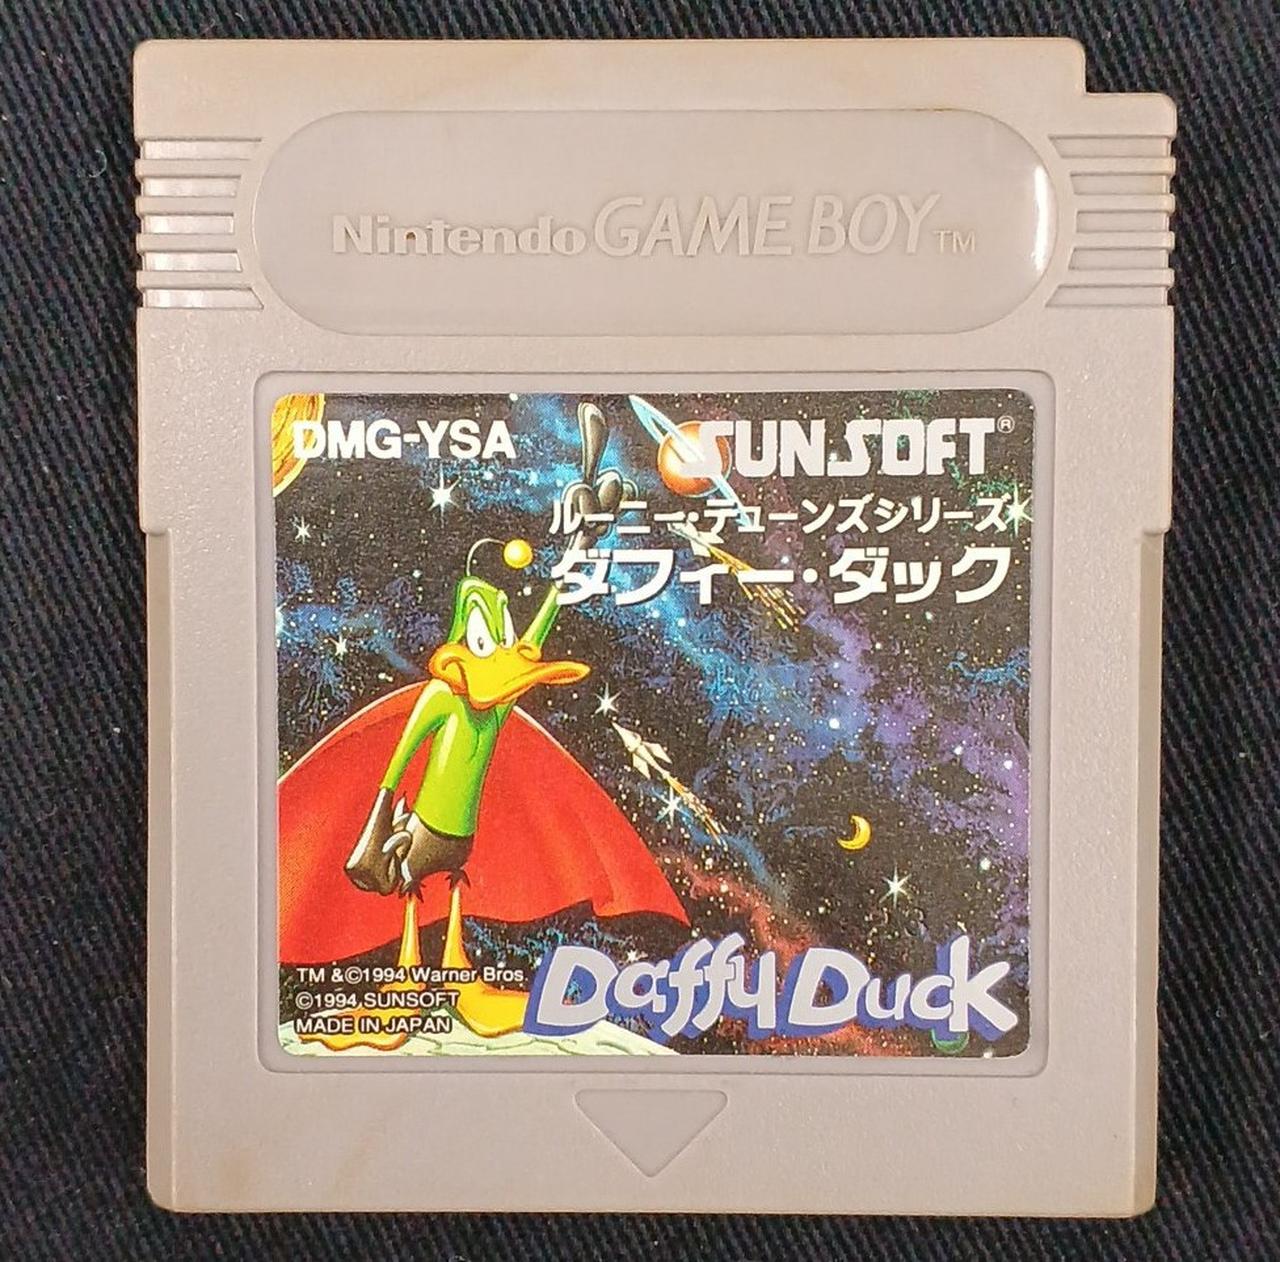 Nintendo GAME BOY TM
DMG-YSA
SUNSOFT®
ルーニー・テューンズシリーズ
ダフィー・ダック
Daffy Duck
TM &©1994 Warner Bros.
©1994 SUNSOFT
MADE IN JAPAN